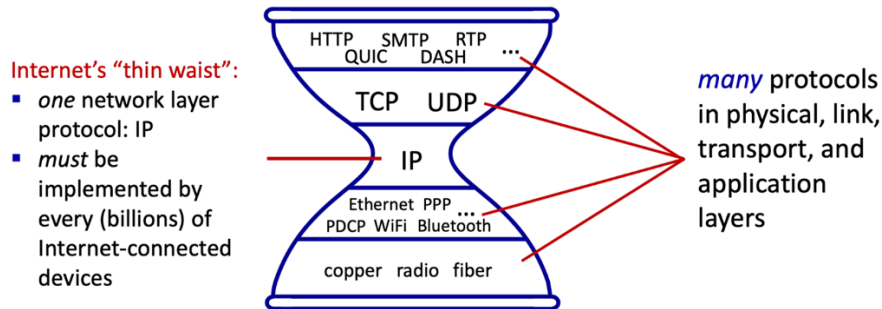 Internet’s “thin waist”:
▪ one network layer
protocol: IP
▪ must be
implemented by
every (billions) of
Internet-connected
devices
HTTP SMTP RTP
QUIC DASH ...
TCP UDP
IP
Ethernet PPP ...
PDCP WiFi Bluetooth
copper radio fiber
many protocols
in physical, link,
transport, and
application
layers